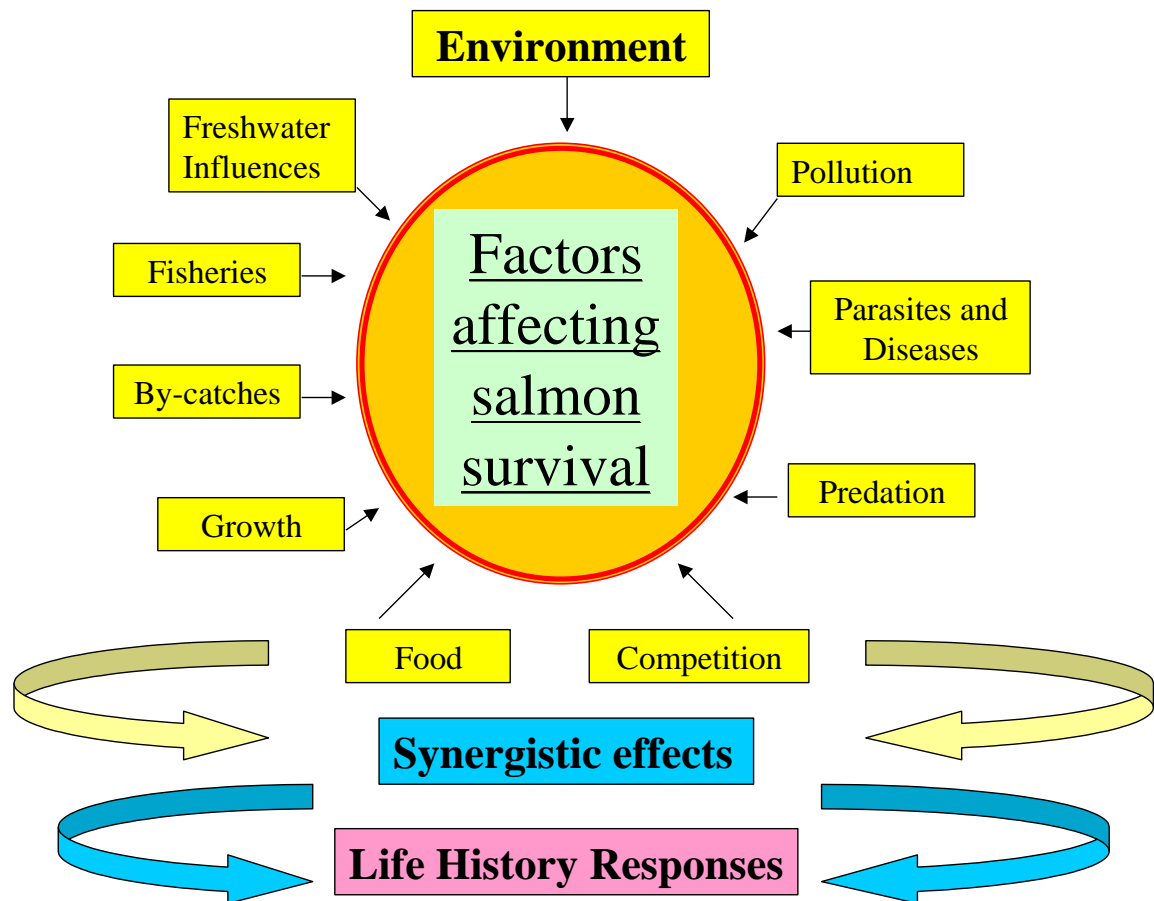 Environment
Freshwater
Influences
Pollution
Factors
affecting
salmon
survival
Fisheries
Parasites and
Diseases
By-catches
Predation
Growth
Food
Competition
Synergistic effects
Life History Responses